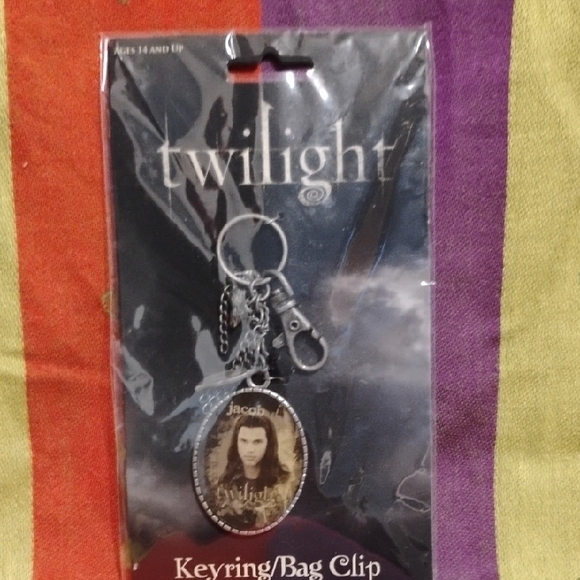 AGES 14 AND UP
twilight
Jacob
twilight
Keyring/Bag Clip